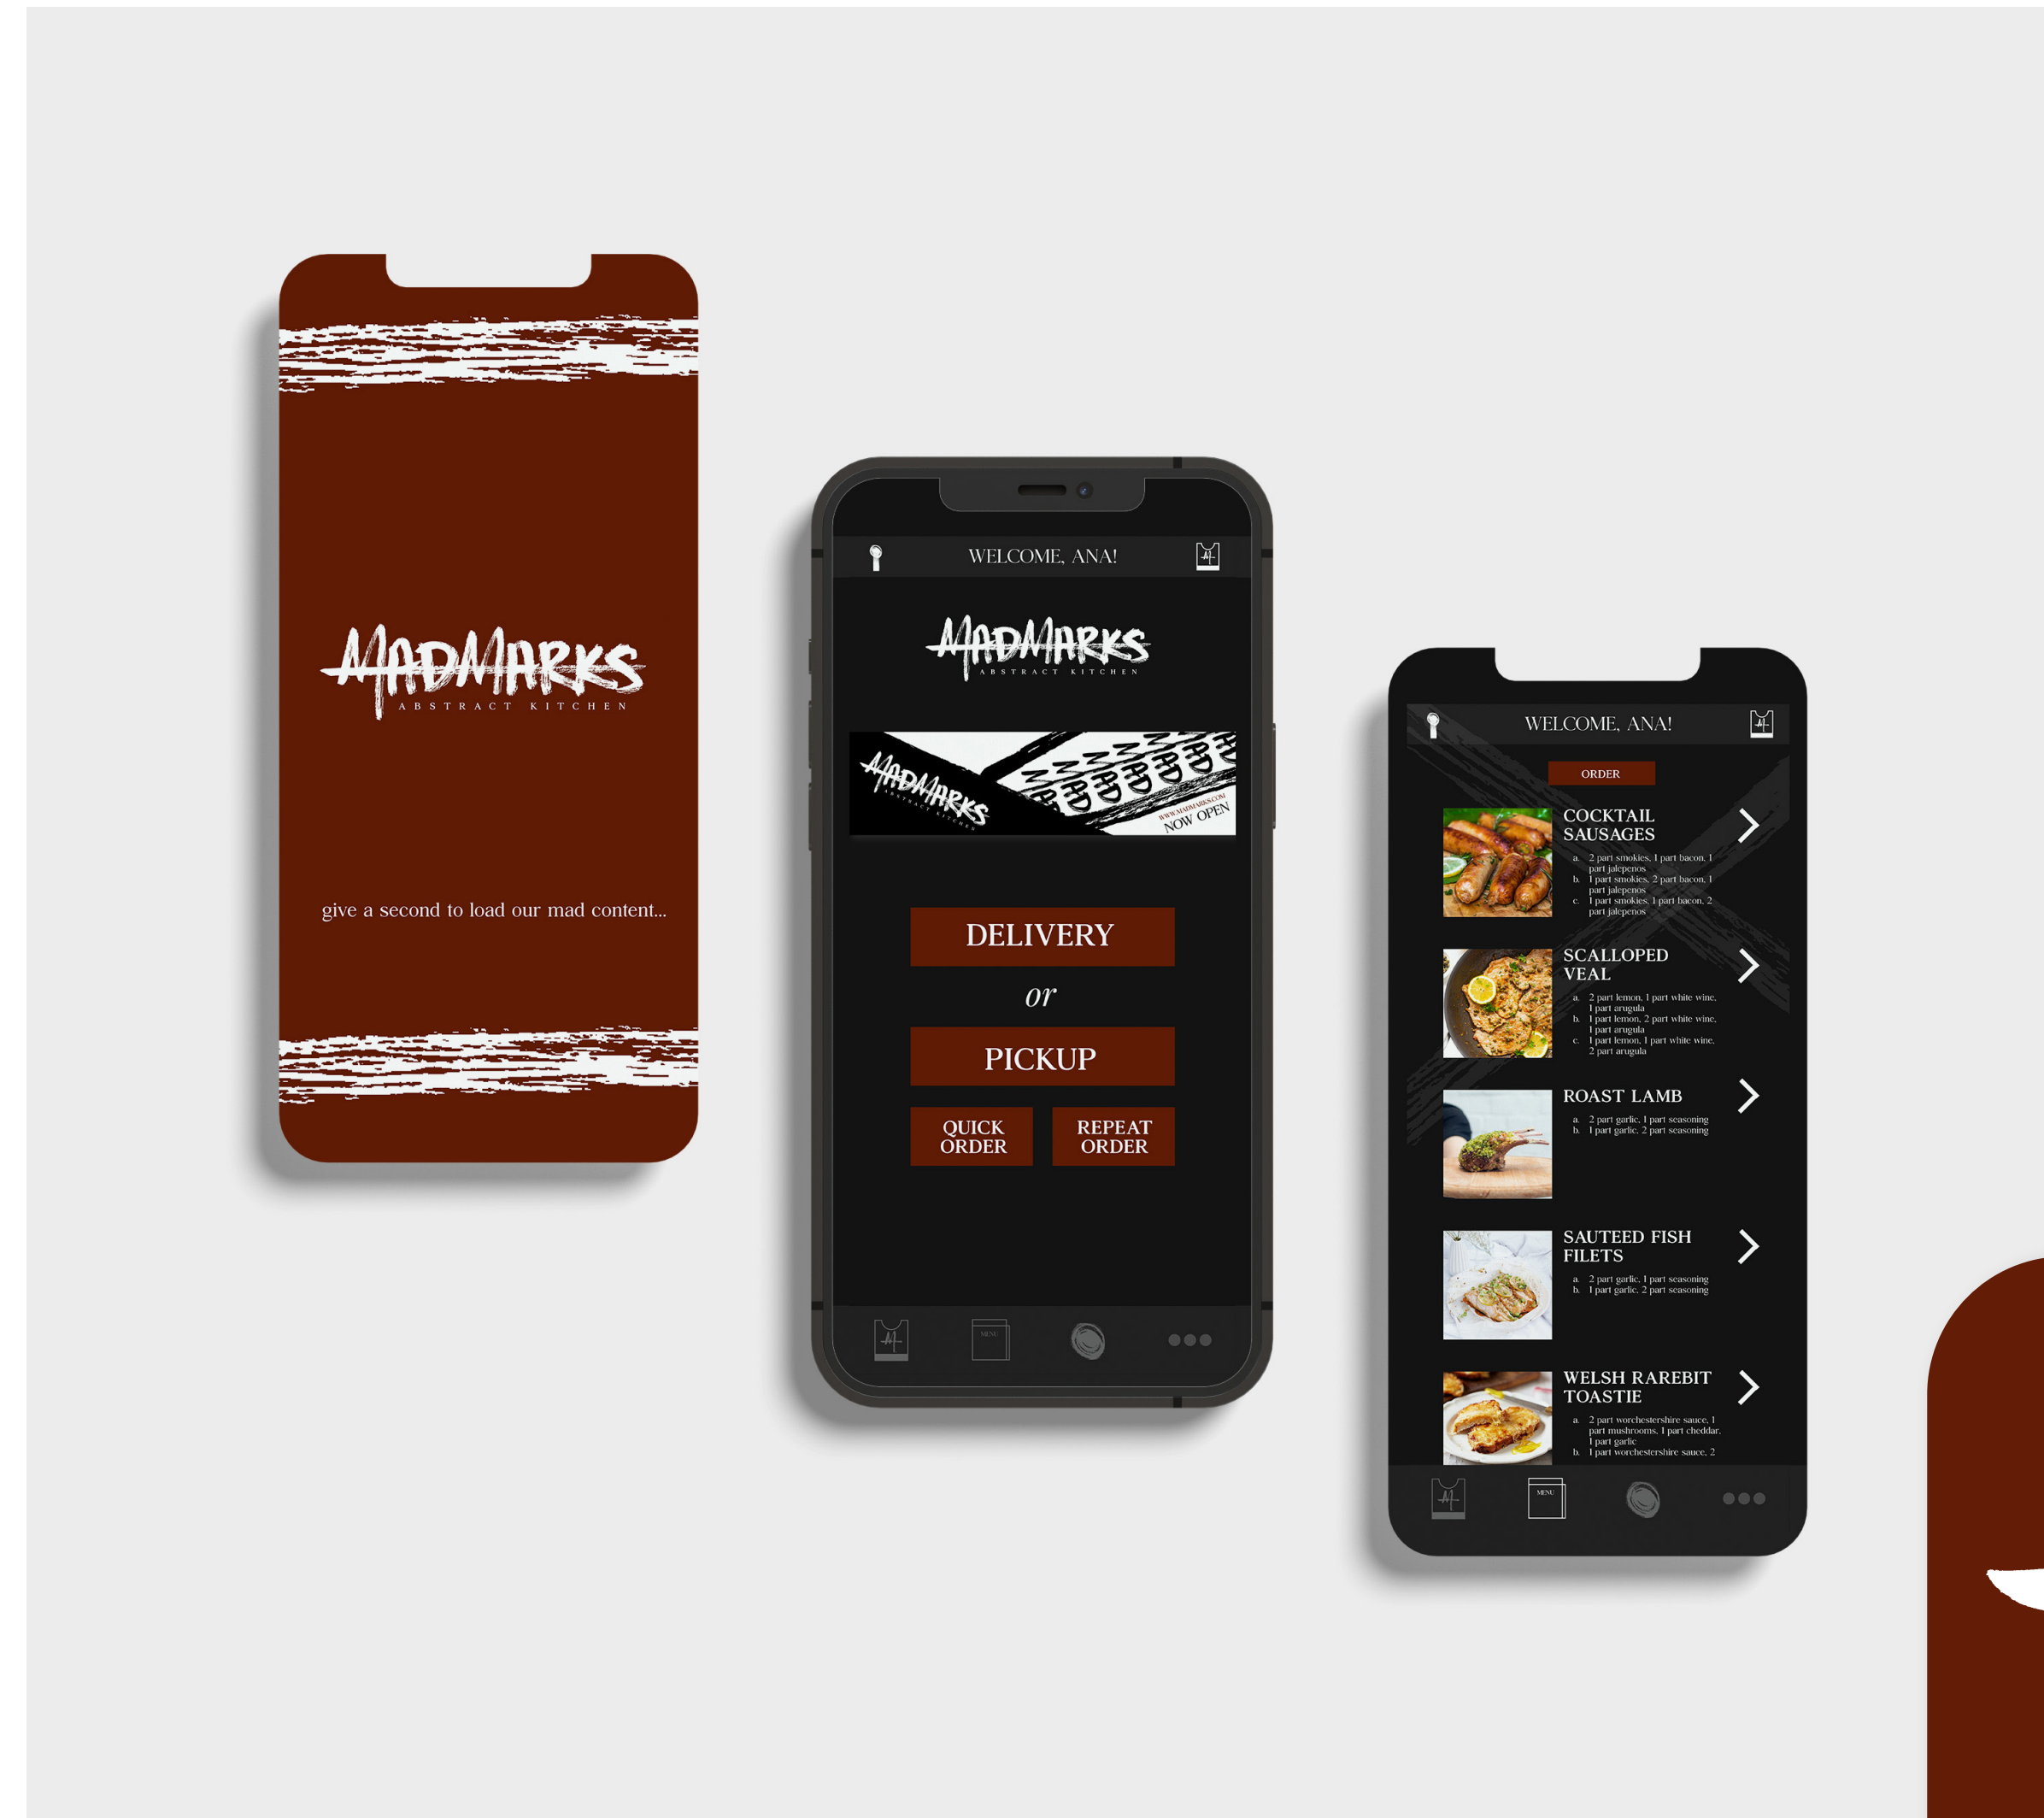 MADMARKS
ABSTRACT KITCHEN
give a second to load our mad content...
WELCOME, ANA!
M
MADMARKS
ABSTRACT KITCHEN
MADMARKS
ABSTRACT KITCHEN
WWW.MADMARKS.COM
NOW OPEN
DELIVERY
or
PICKUP
QUICK
ORDER
REPEAT
ORDER
M
MENU
WELCOME, ANA!
M
ORDER
COCKTAIL
SAUSAGES
a. 2 part smokies, 1 part bacon, 1
part jalepenos
b. 1 part smokies, 2 part bacon, 1
part jalepenos
c. 1 part smokies, 1 part bacon, 2
part jalepenos
SCALLOPED
VEAL
a. 2 part lemon, 1 part white wine,
1 part arugula
b. 1 part lemon, 2 part white wine,
1 part arugula
c. 1 part lemon, 1 part white wine,
2 part arugula
ROAST LAMB
a. 2 part garlic, 1 part seasoning
b. 1 part garlic, 2 part seasoning
SAUTEED FISH
FILETS
a. 2 part garlic, 1 part seasoning
b. 1 part garlic, 2 part seasoning
WELSH RAREBIT
TOASTIE
a. 2 part worchestershire sauce, 1
part mushrooms, 1 part cheddar,
1 part garlic
b. 1 part worchestershire sauce, 2
M
MENU